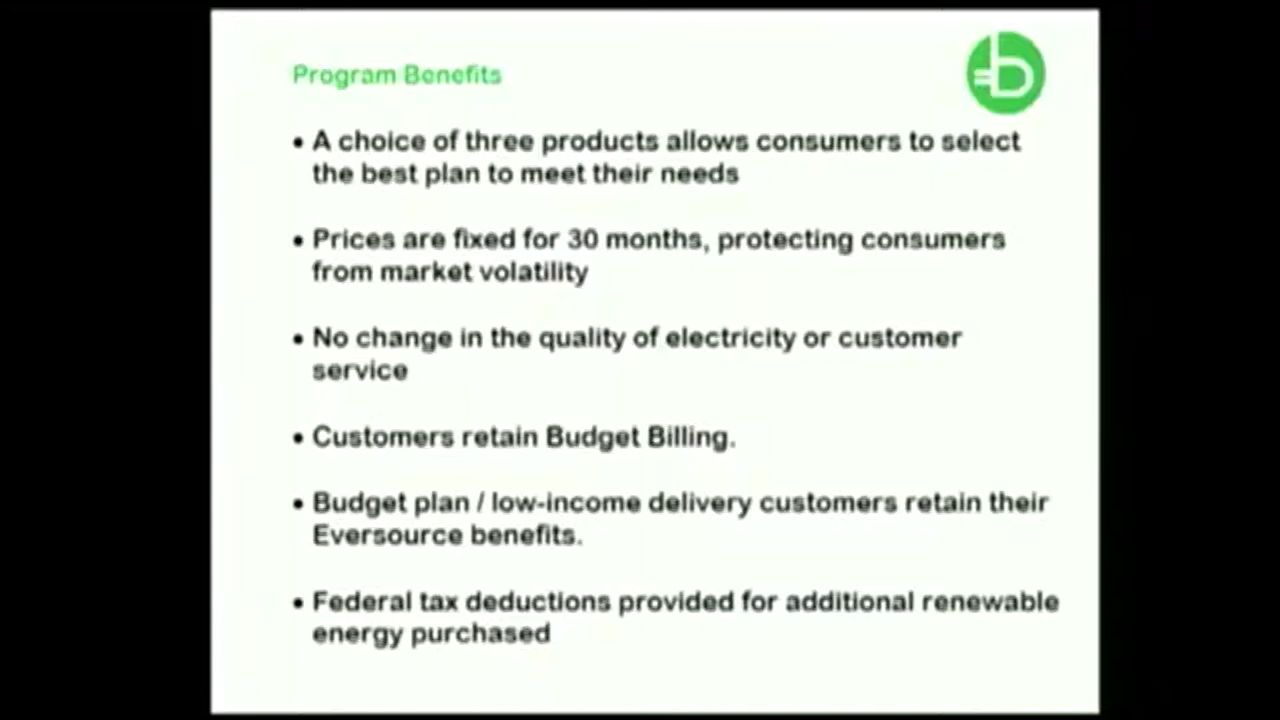 Program Benefits
• A choice of three products allows consumers to select
the best plan to meet their needs
• Prices are fixed for 30 months, protecting consumers
from market volatility
• No change in the quality of electricity or customer
service
• Customers retain Budget Billing.
• Budget plan / low-income delivery customers retain their
Eversource benefits.
• Federal tax deductions provided for additional renewable
energy purchased